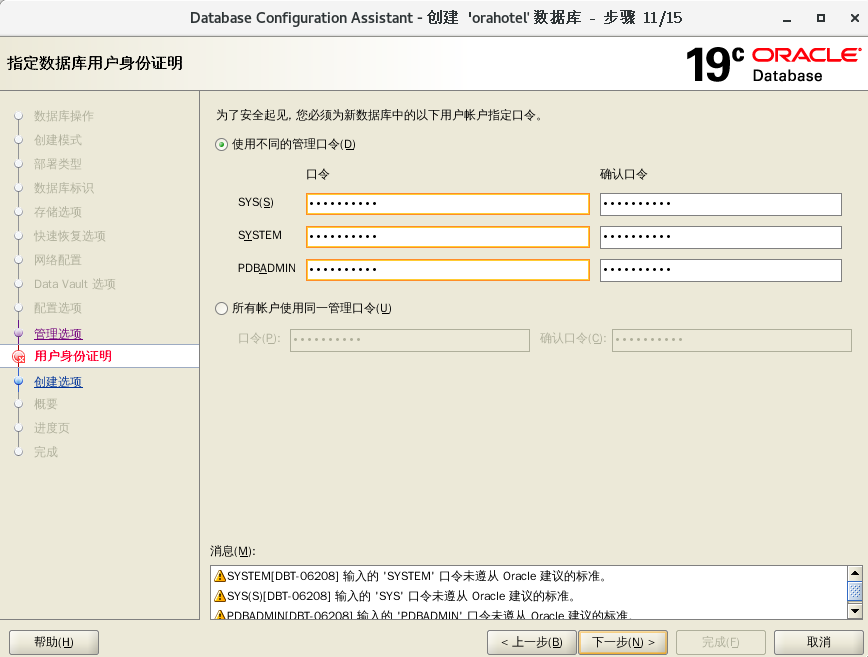 Database Configuration Assistant - 创建 'orahotel' 数据库 - 步骤 11/15
指定数据库用户身份证明
19c ORACLE Database
数据库操作
创建模式
部署类型
数据库标识
存储选项
快速恢复选项
网络配置
Data Vault 选项
配置选项
管理选项
用户身份证明
创建选项
概要
进度页
完成
为了安全起见, 您必须为新数据库中的以下用户帐户指定口令。
使用不同的管理口令(D)
口令 确认口令
SYS(S) •••••••••• ••••••••••
SYSTEM •••••••••• ••••••••••
PDBADMIN •••••••••• ••••••••••
所有帐户使用同一管理口令(U)
口令(P): •••••••••• 确认口令(C): ••••••••••
消息(M):
SYSTEM[DBT-06208] 输入的 'SYSTEM' 口令未遵从 Oracle 建议的标准。
SYS(S)[DBT-06208] 输入的 'SYS' 口令未遵从 Oracle 建议的标准。
PDBADMIN[DBT-06208] 输入的 'PDBADMIN' 口令未遵从 Oracle 建议的标准。
帮助(H) < 上一步(B) 下一步(N) > 完成(F) 取消